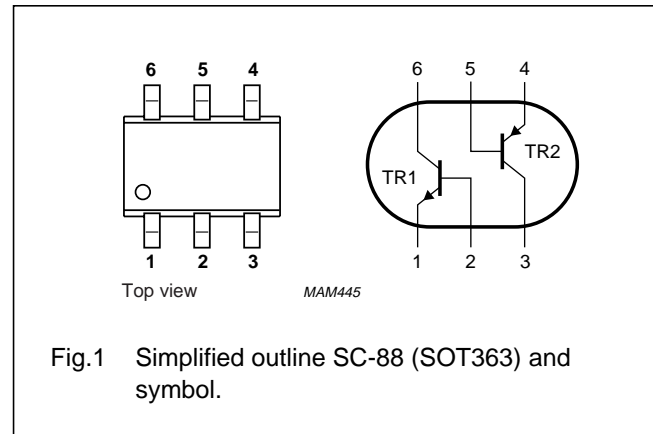 6 5 4
6 5 4
TR1
TR2
1 2 3
1 2 3
Top view
MAM445
Fig.1 Simplified outline SC-88 (SOT363) and
symbol.